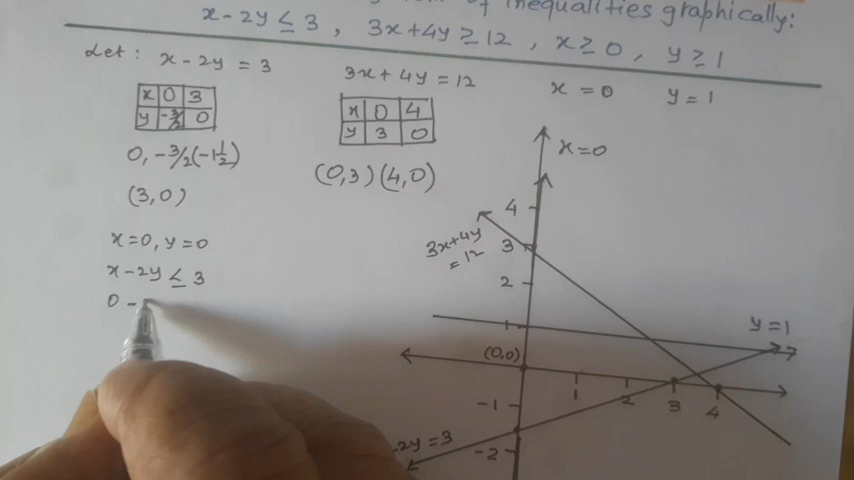 of inequalities graphically:
x - 2y ≤ 3 , 3x + 4y ≥ 12 , x ≥ 0 , y ≥ 1
Let : x - 2y = 3
3x + 4y = 12
x = 0
y = 1
x 0 3
y -3/2 0
x 0 4
y 3 0
0, -3/2 (-1 1/2)
(3,0)
(0,3) (4,0)
x=0, y=0
x - 2y ≤ 3
0 -
x=0
4
3x+4y
= 12
3
2
1
y=1
(0,0)
1
2
3
4
-1
-2y = 3
-2